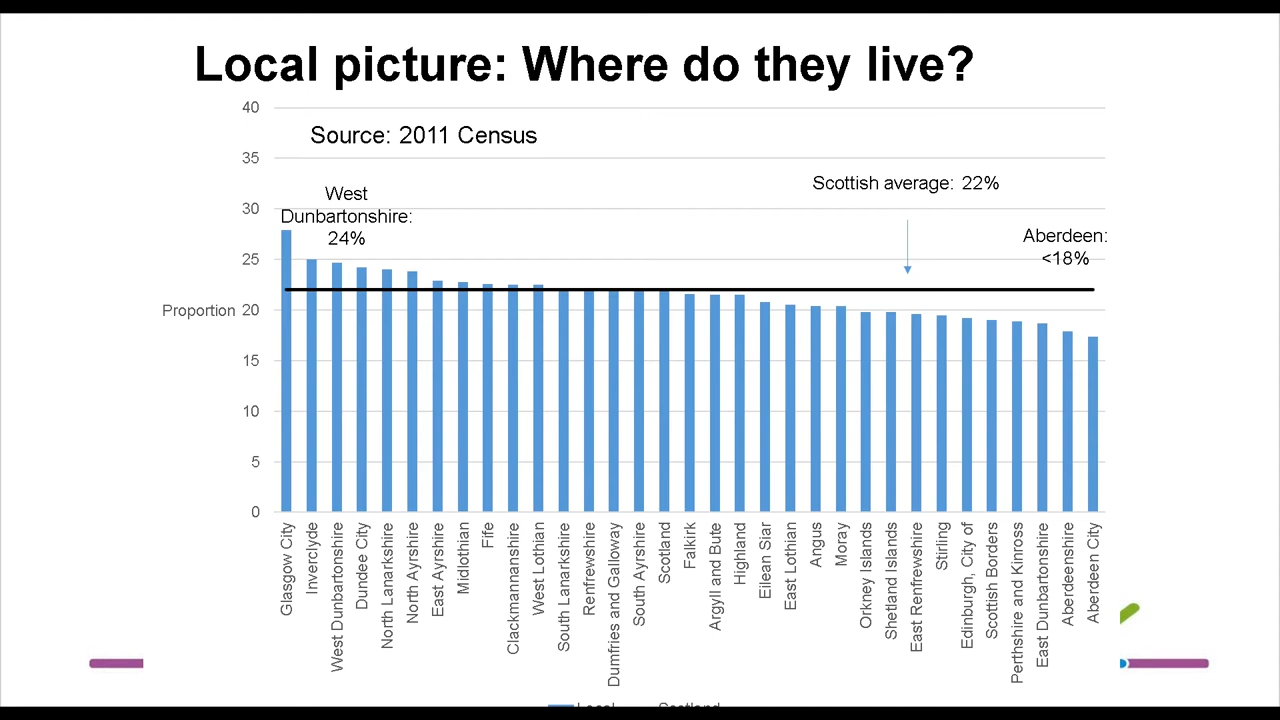 Local picture: Where do they live?
40
Source: 2011 Census
35
Scottish average: 22%
West
Dunbartonshire:
24%
30
Aberdeen:
<18%
25
Proportion
20
15
10
5
0
Glasgow City
Inverclyde
West Dunbartonshire
Dundee City
North Lanarkshire
North Ayrshire
East Ayrshire
Midlothian
Fife
Clackmannanshire
West Lothian
South Lanarkshire
Renfrewshire
Dumfries and Galloway
South Ayrshire
Scotland
Falkirk
Argyll and Bute
Highland
Eilean Siar
East Lothian
Angus
Moray
Orkney Islands
Shetland Islands
East Renfrewshire
Stirling
Edinburgh, City of
Scottish Borders
Perthshire and Kinross
East Dunbartonshire
Aberdeenshire
Aberdeen City
Local
Scotland